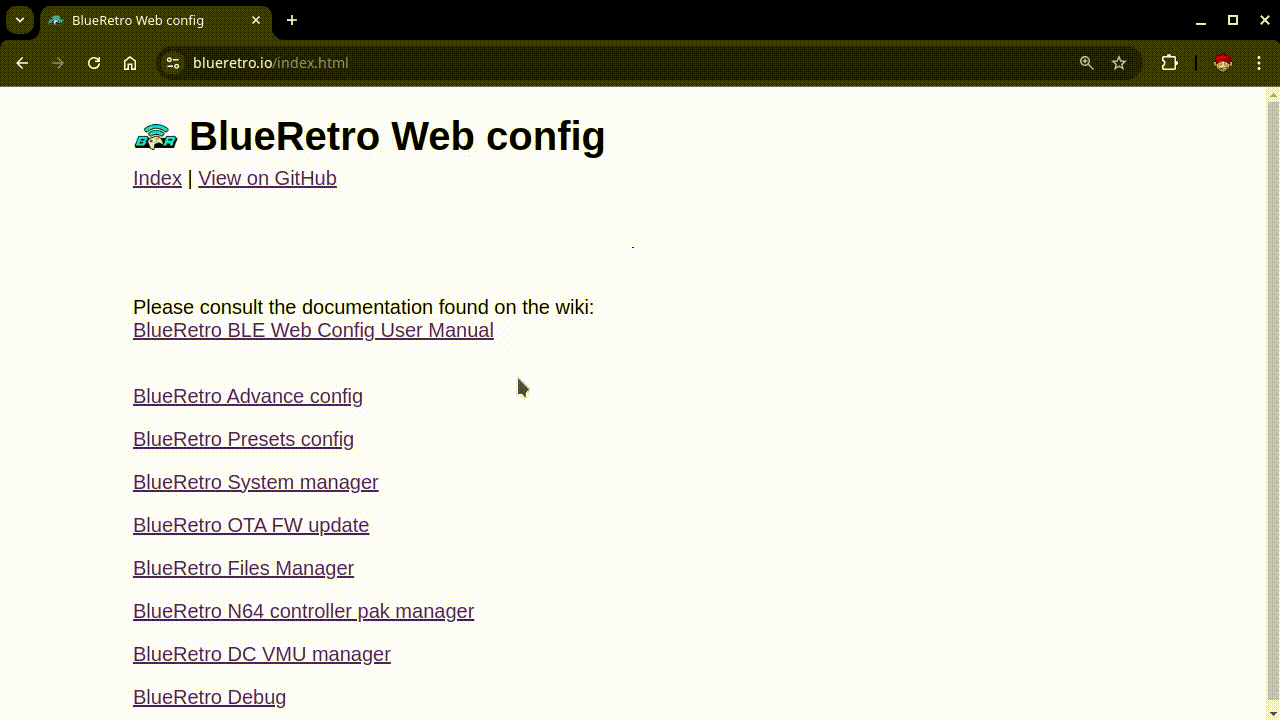 BlueRetro Web config
blueretro.io/index.html
BlueRetro Web config
Index | View on GitHub
Please consult the documentation found on the wiki:
BlueRetro BLE Web Config User Manual
BlueRetro Advance config
BlueRetro Presets config
BlueRetro System manager
BlueRetro OTA FW update
BlueRetro Files Manager
BlueRetro N64 controller pak manager
BlueRetro DC VMU manager
BlueRetro Debug